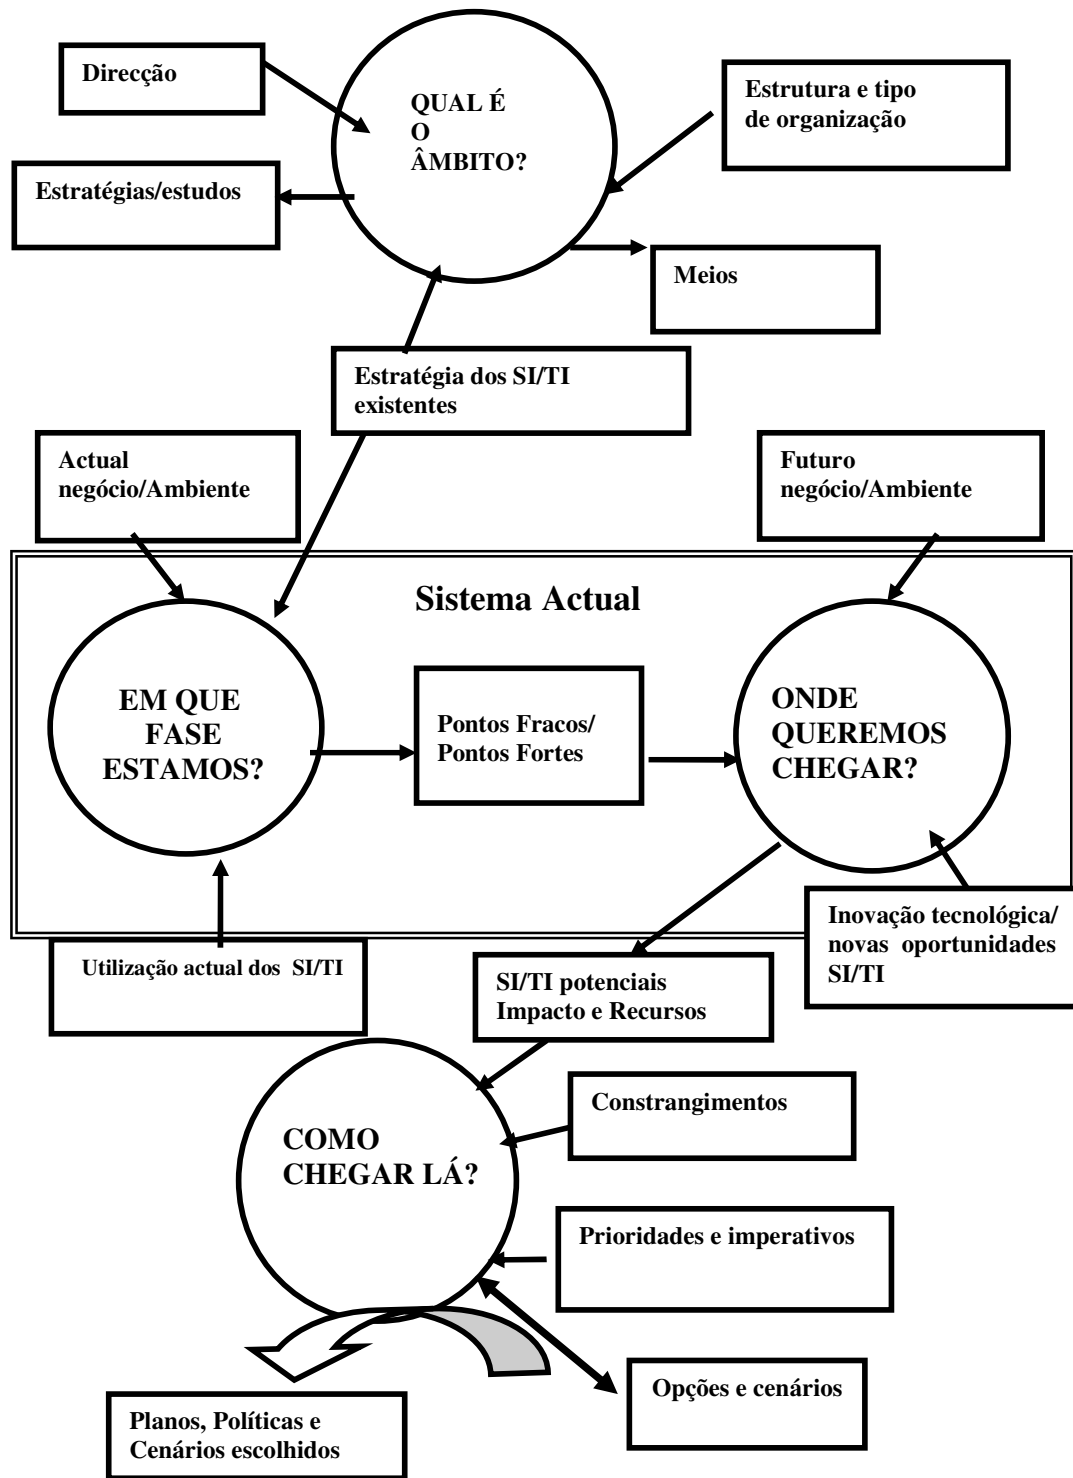 Direcção
QUAL É
O
ÂMBITO?
Estrutura e tipo
de organização
Estratégias/estudos
Meios
Estratégia dos SI/TI
existentes
Actual
negócio/Ambiente
Futuro
negócio/Ambiente
Sistema Actual
EM QUE
FASE
ESTAMOS?
Pontos Fracos/
Pontos Fortes
ONDE
QUEREMOS
CHEGAR?
Utilização actual dos SI/TI
SI/TI potenciais
Impacto e Recursos
Inovação tecnológica/
novas oportunidades
SI/TI
Constrangimentos
COMO
CHEGAR LÁ?
Prioridades e imperativos
Opções e cenários
Planos, Políticas e
Cenários escolhidos